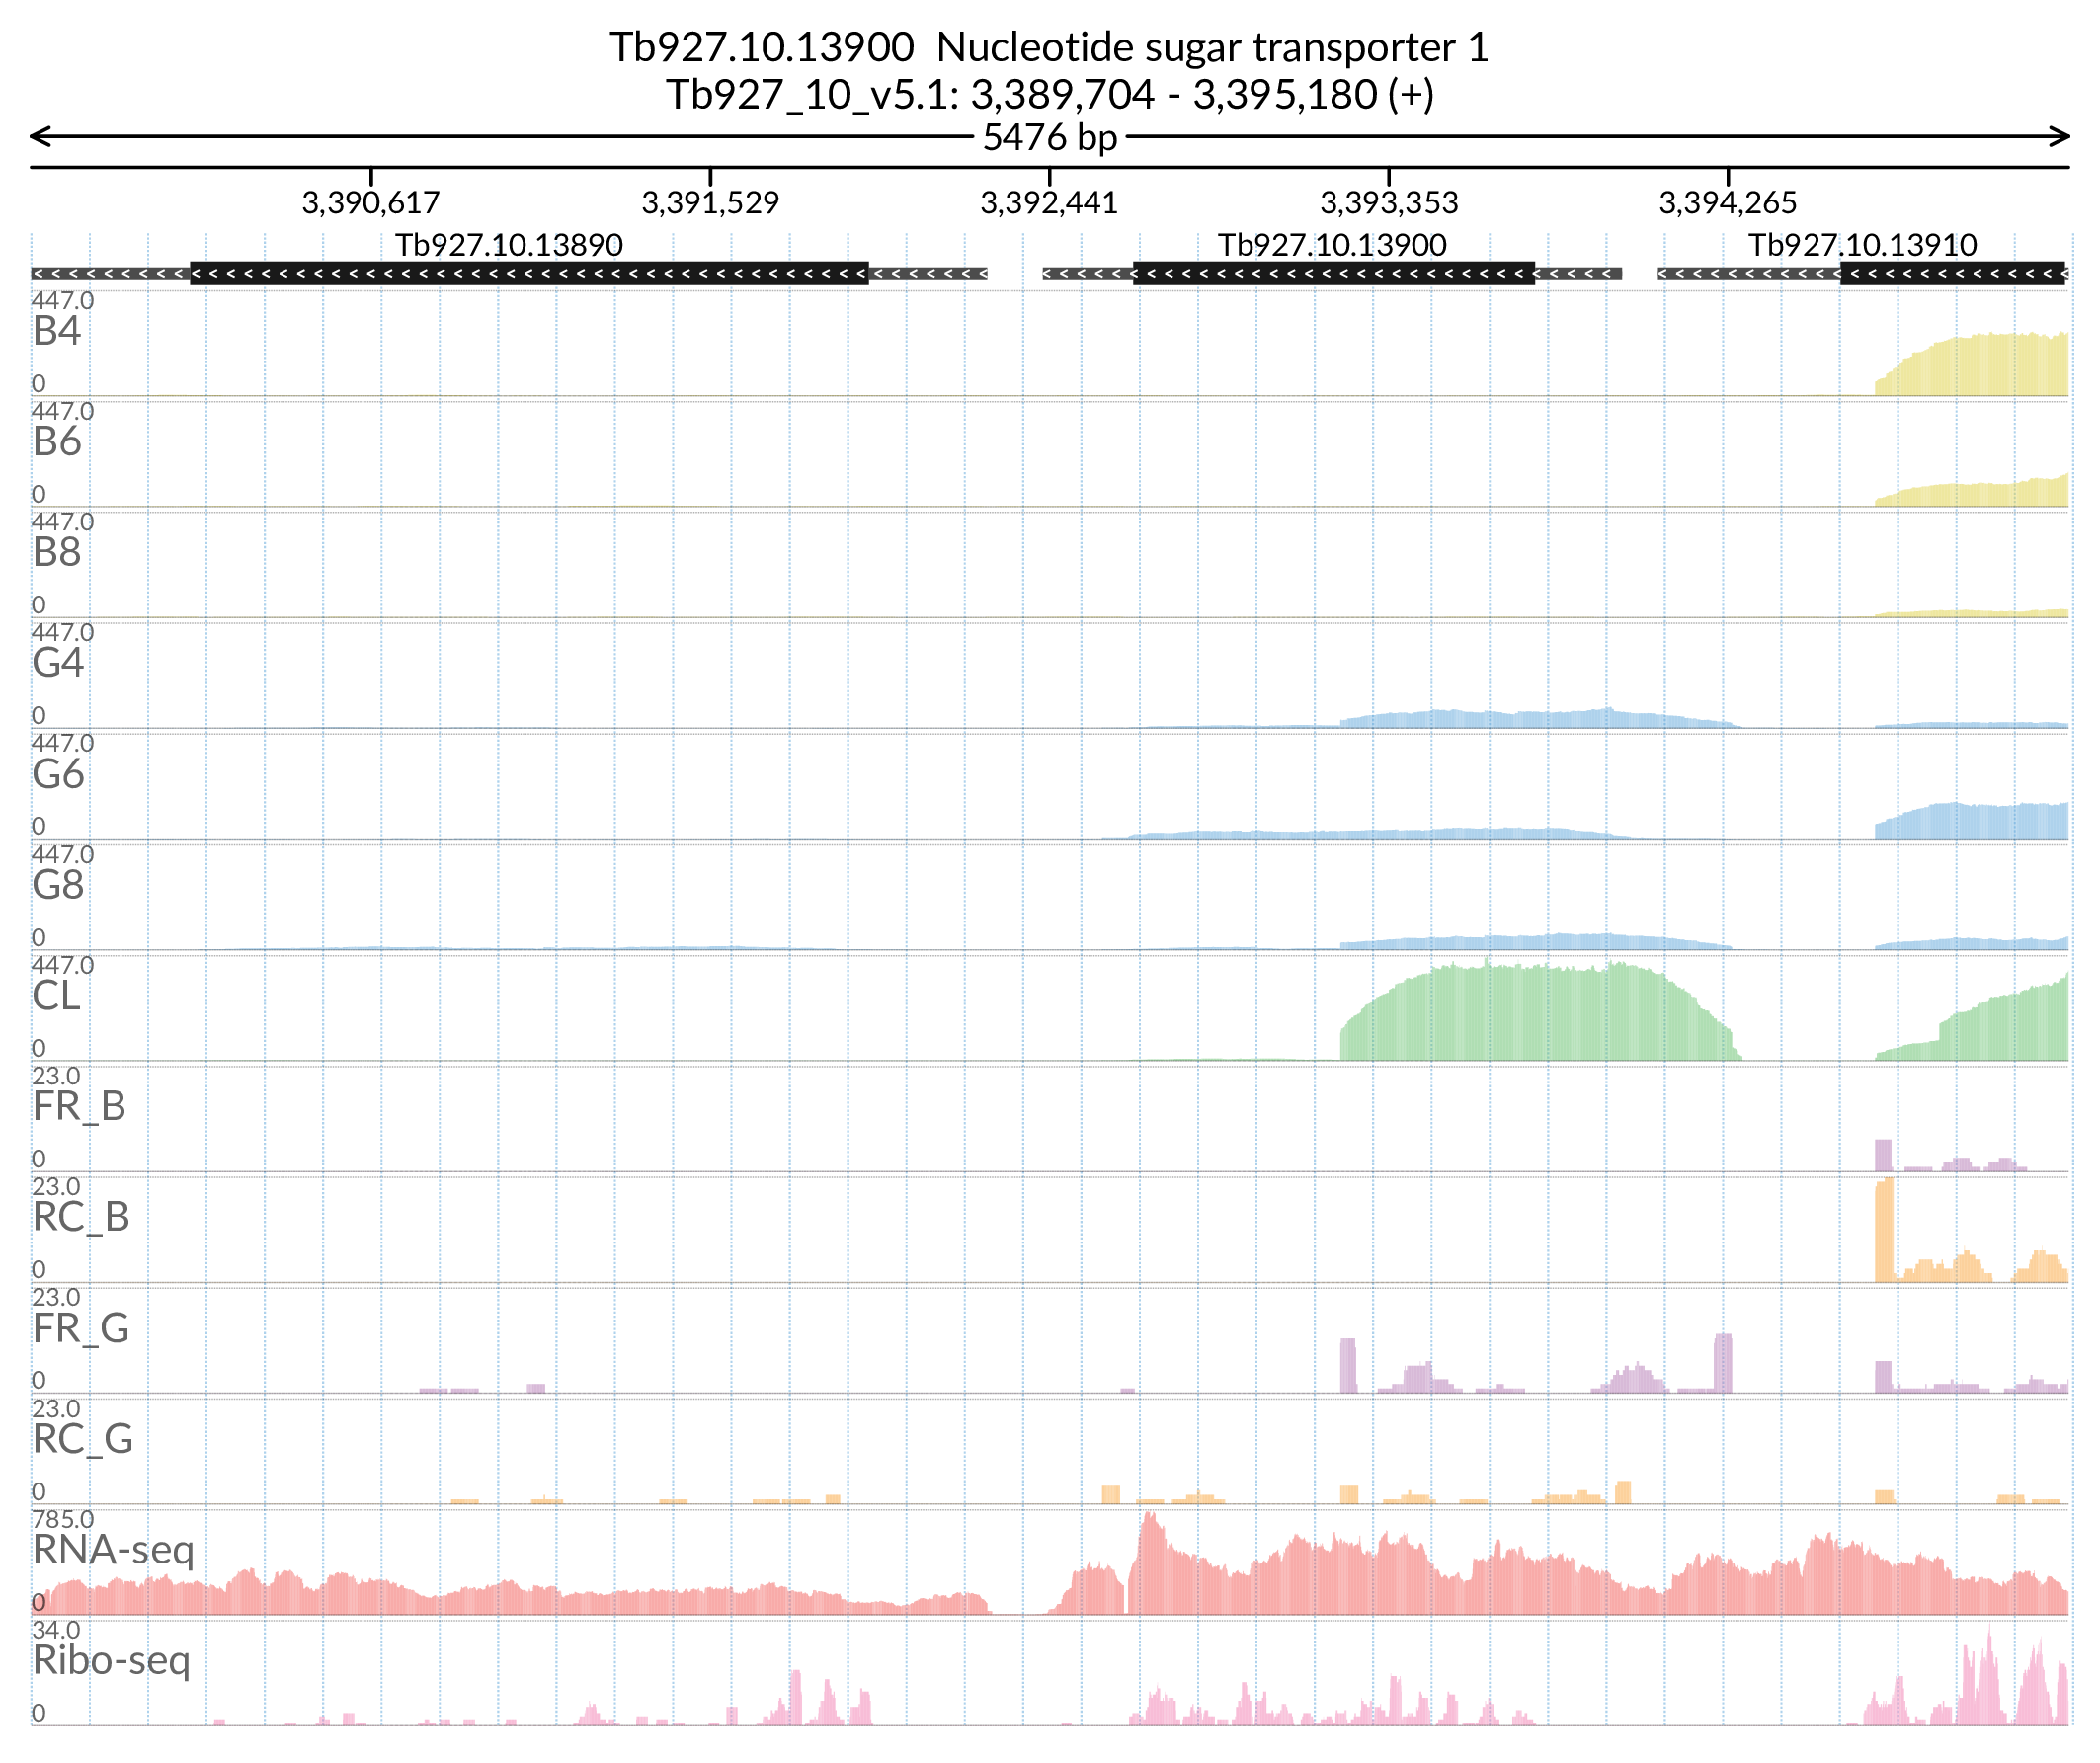 Tb927.10.13900  Nucleotide sugar transporter 1
Tb927_10_v5.1: 3,389,704 - 3,395,180 (+)
5476 bp
3,390,617 3,391,529 3,392,441 3,393,353 3,394,265
Tb927.10.13890 Tb927.10.13900 Tb927.10.13910
447.0
B4
0
447.0
B6
0
447.0
B8
0
447.0
G4
0
447.0
G6
0
447.0
G8
0
447.0
CL
0
23.0
FR_B
0
23.0
RC_B
0
23.0
FR_G
0
23.0
RC_G
0
785.0
RNA-seq
0
34.0
Ribo-seq
0